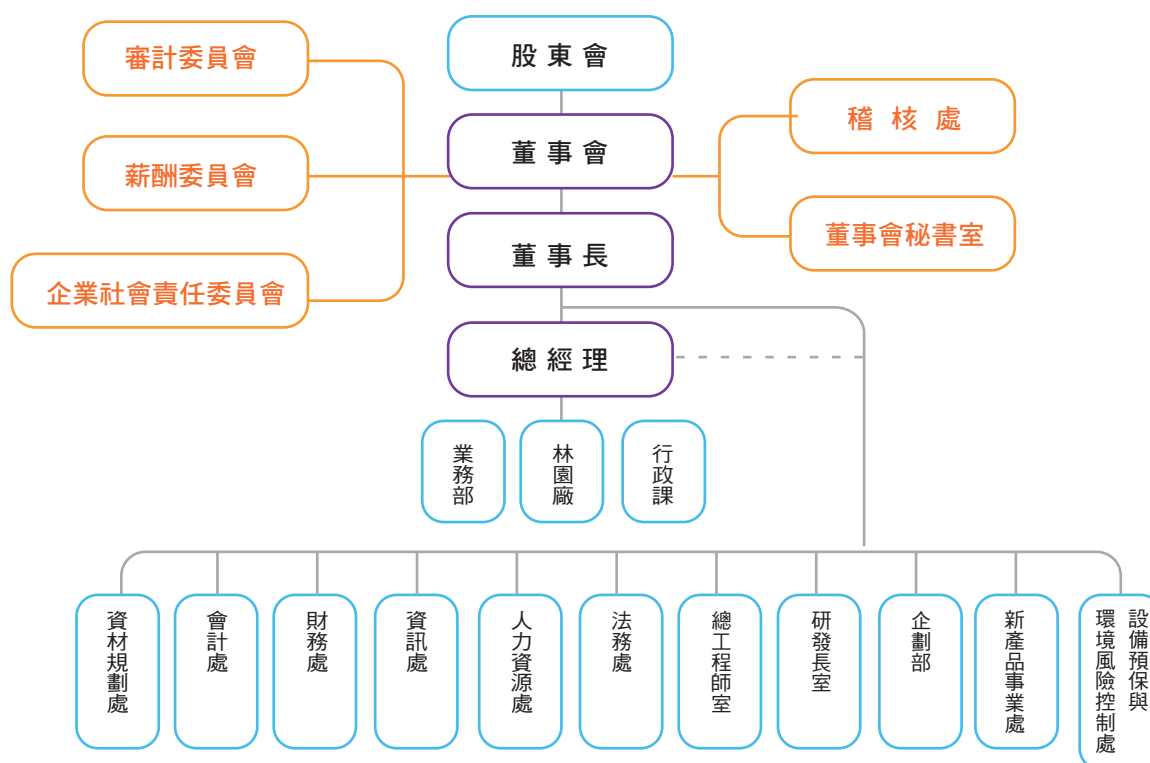 審計委員會
股東會
稽核處
董事會
薪酬委員會
董事會秘書室
董事長
企業社會責任委員會
總經理
業務部
林園廠
行政課
資材規劃處
會計處
財務處
資訊處
人力資源處
法務處
總工程師室
研發長室
企劃部
新產品事業處
設備預保與
環境風險控制處